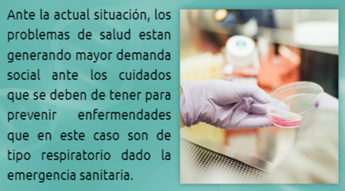 Ante la actual situación, los
problemas de salud estan
generando mayor demanda
social ante los cuidados
que se deben de tener para
prevenir enfermendades
que en este caso son de
tipo respiratorio dado la
emergencia sanitaria.